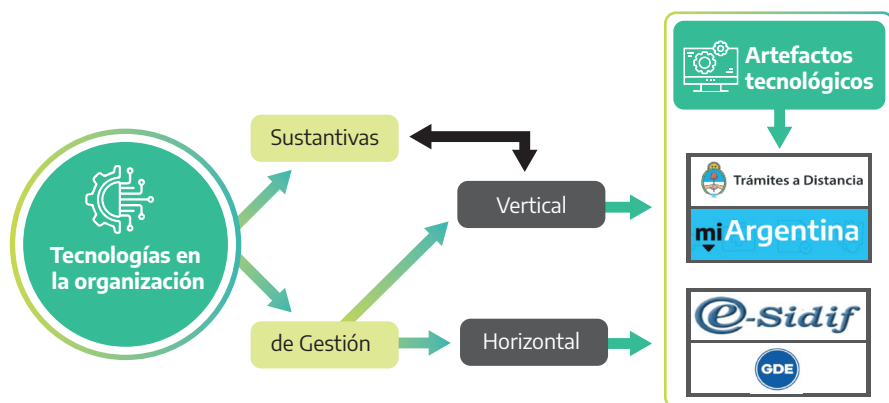 Artefactos
tecnológicos
Sustantivas
Trámites a Distancia
Vertical
miArgentina
Tecnologías en
la organización
e-Sidif
de Gestión
Horizontal
GDE